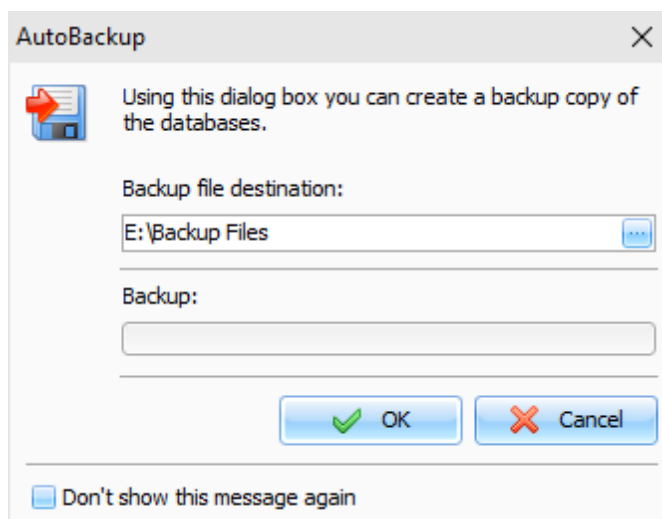 AutoBackup
Using this dialog box you can create a backup copy of
the databases.
Backup file destination:
E:\Backup Files
...
Backup:
OK
Cancel
Don't show this message again